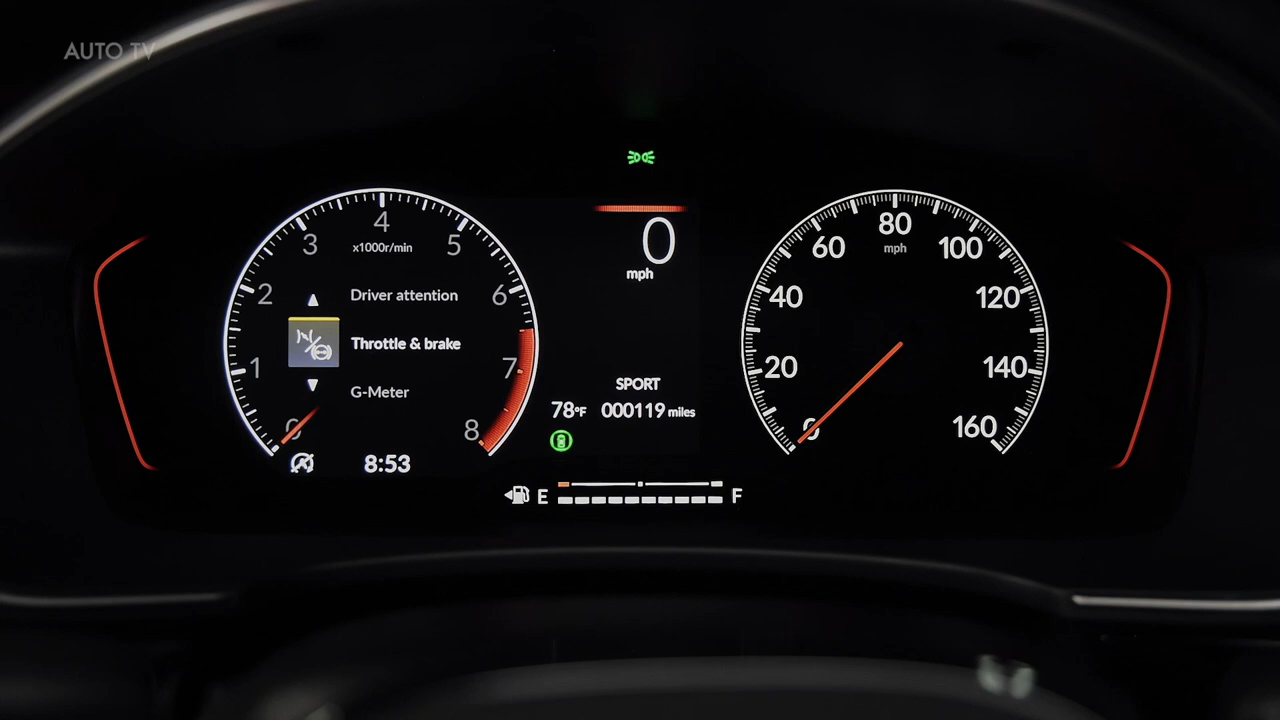 AUTO TV
4
3
5
x1000r/min
2
6
1
7
0
8
Driver attention
Throttle & brake
G-Meter
8:53
0
mph
SPORT
78°F 000119 miles
E
F
80
mph
60
100
40
120
20
140
0
160